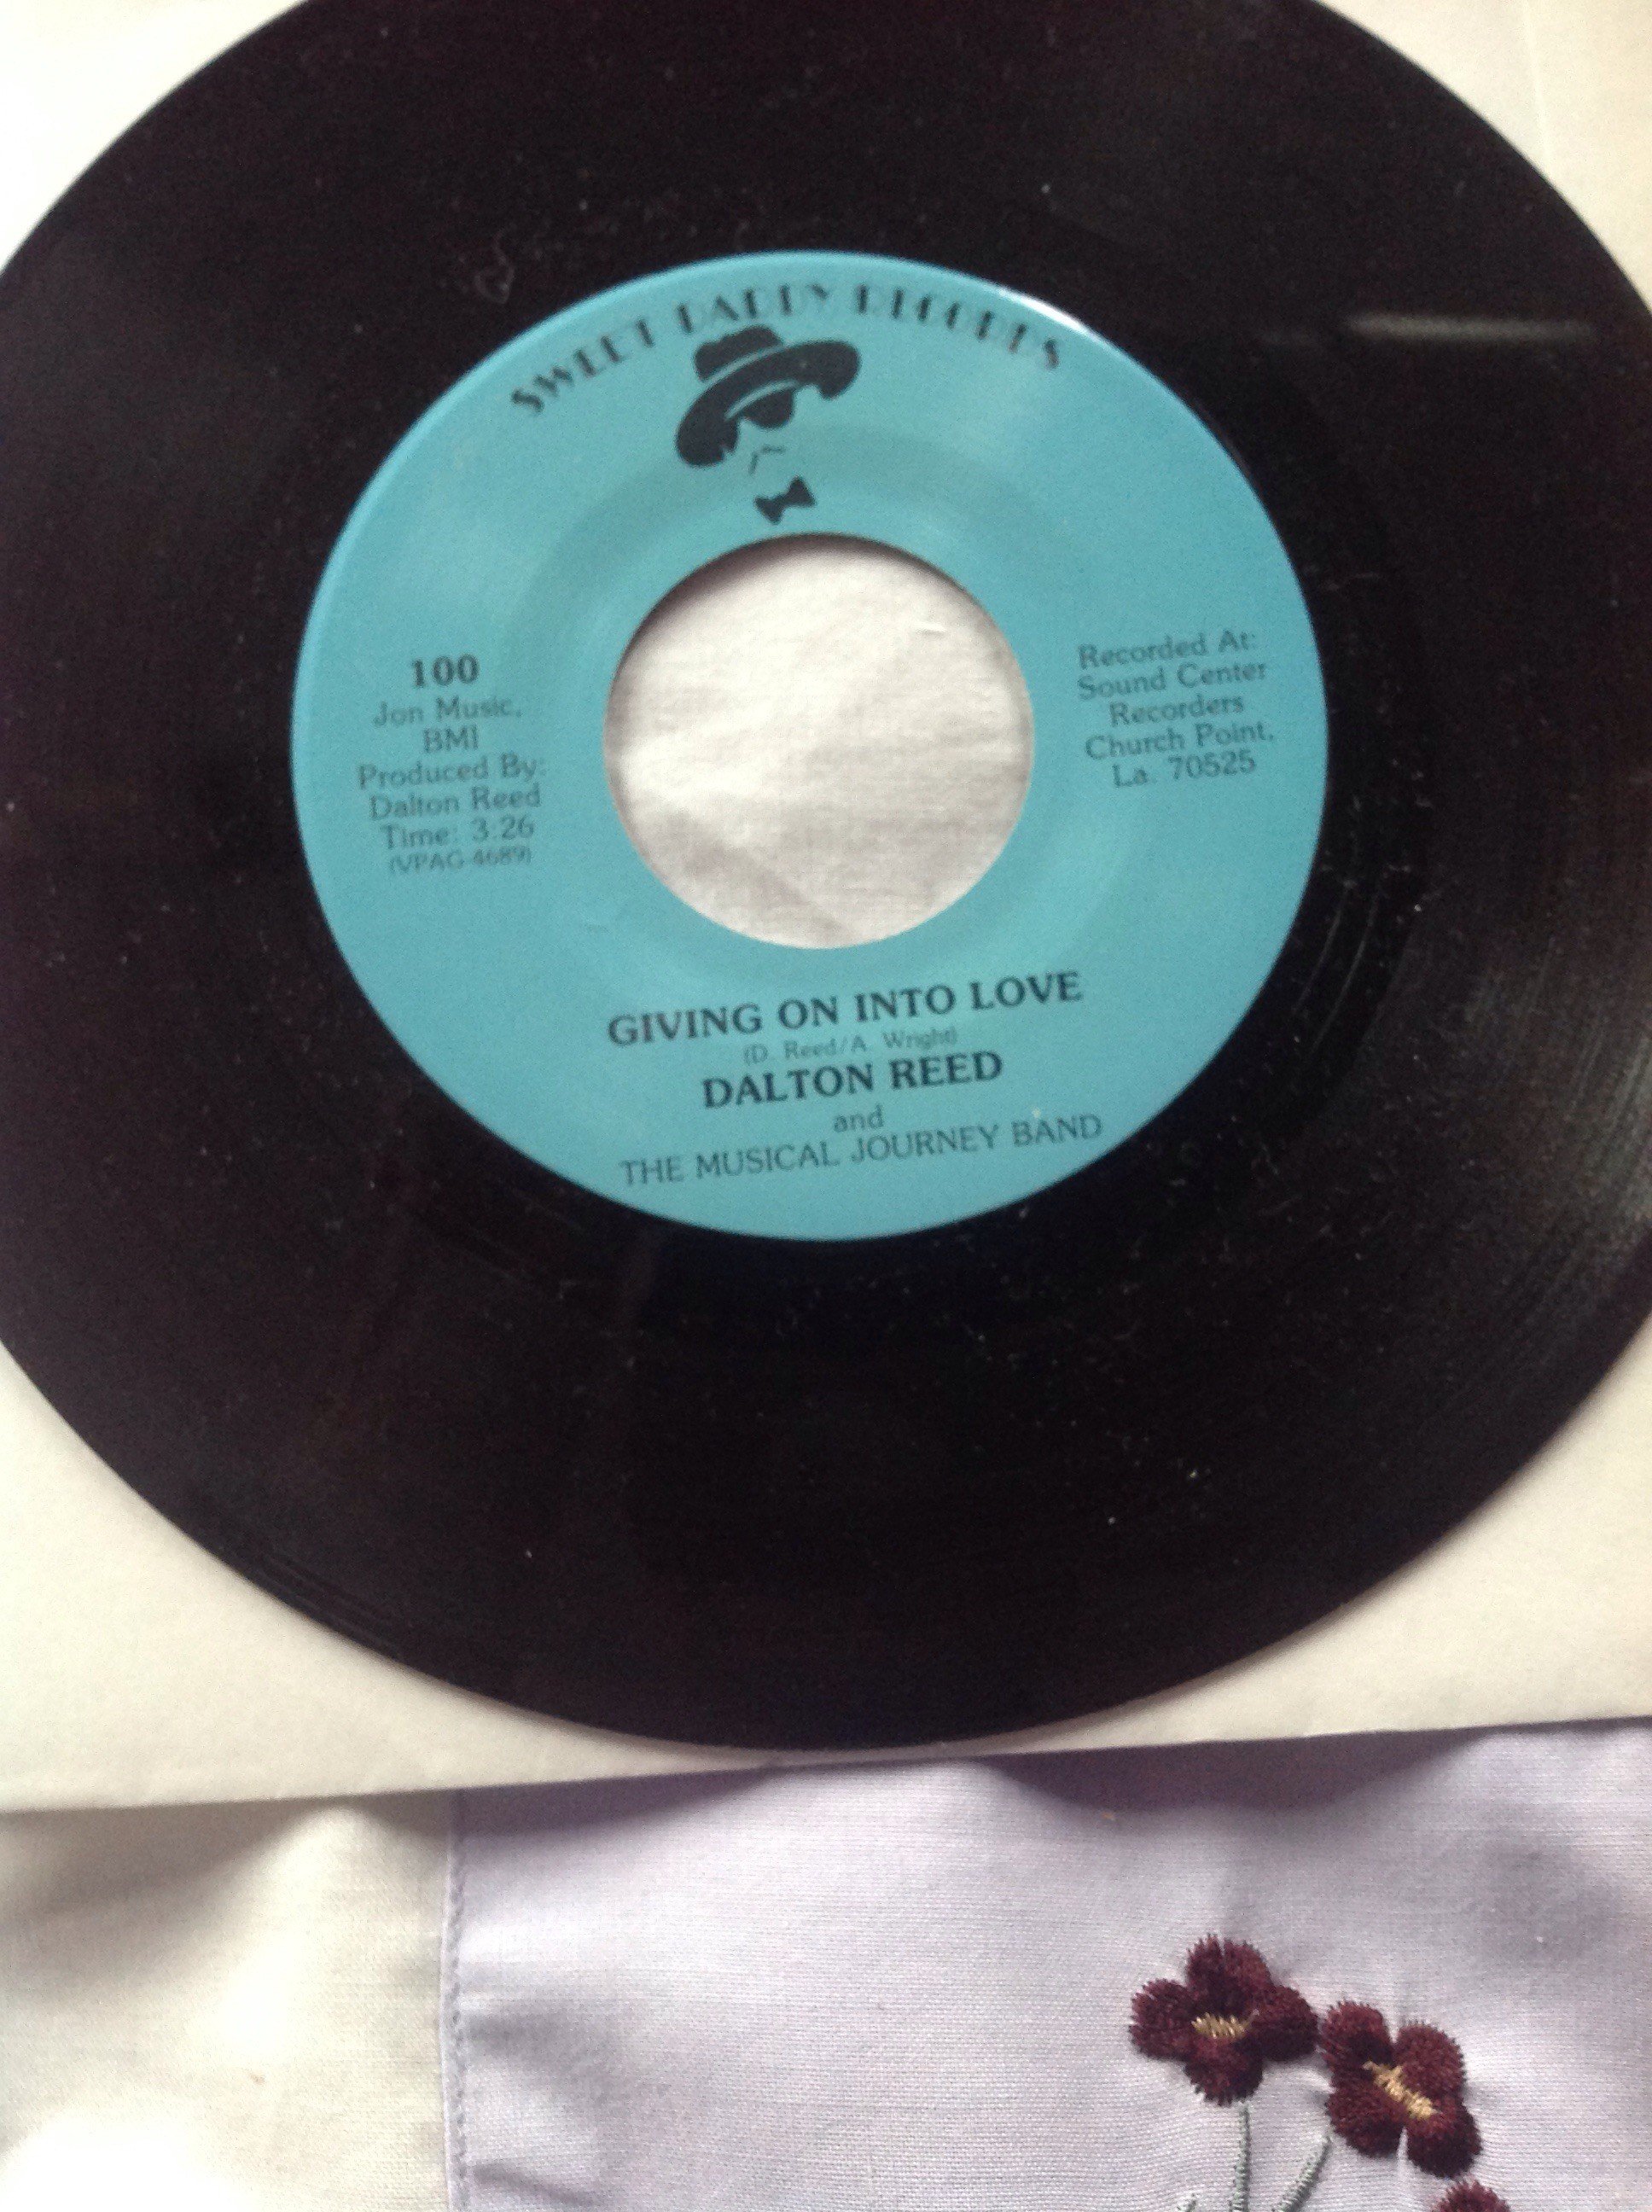 SWEET DADDY RECORDS
100
Jon Music,
BMI
Produced By:
Dalton Reed
Time: 3:26
(VPAG-4689)
Recorded At:
Sound Center
Recorders
Church Point,
La. 70525
GIVING ON INTO LOVE
(D. Reed/A. Wright)
DALTON REED
and
THE MUSICAL JOURNEY BAND